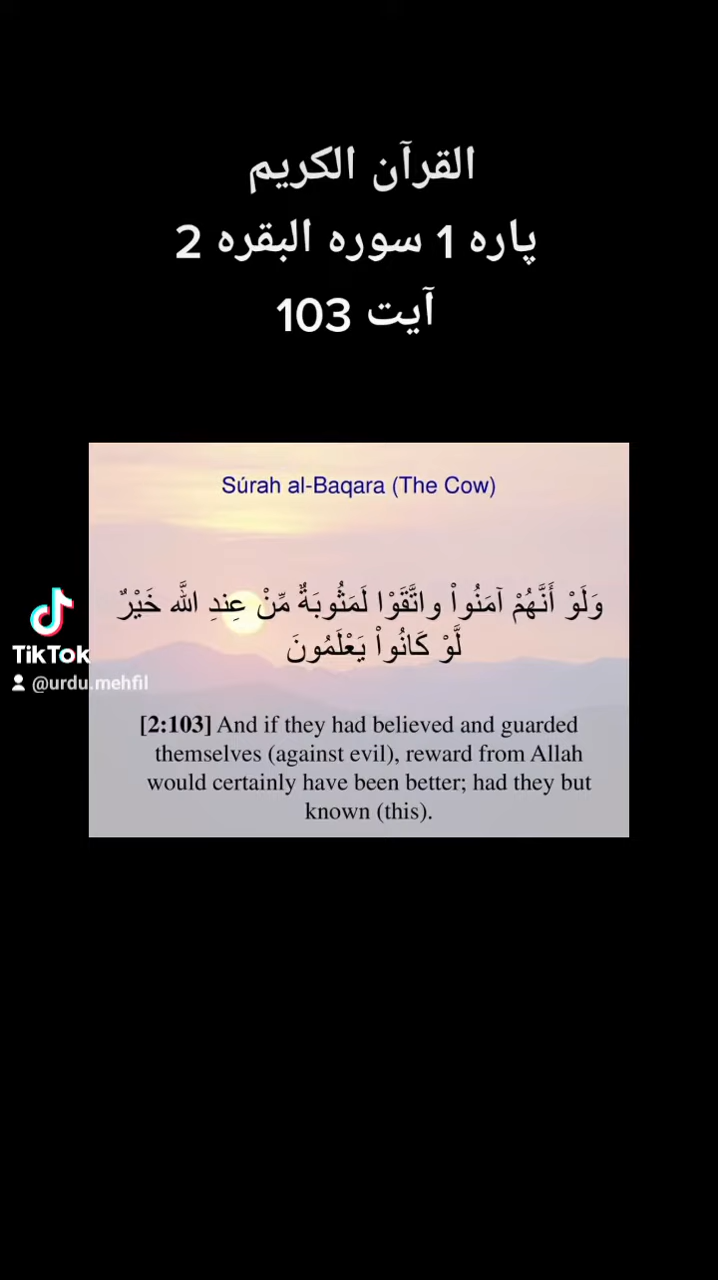 القرآن الكريم
پاره 1 سوره البقره 2
آيت 103
Súrah al-Baqara (The Cow)
وَلَوْ أَنَّهُمْ آمَنُواْ واتَّقَوْا لَمَثُوبَةٌ مِّنْ عِندِ اللَّه خَيْرٌ
لَّوْ كَانُواْ يَعْلَمُونَ
TikTok
@urdu.mehfil
[2:103] And if they had believed and guarded
themselves (against evil), reward from Allah
would certainly have been better; had they but
known (this).